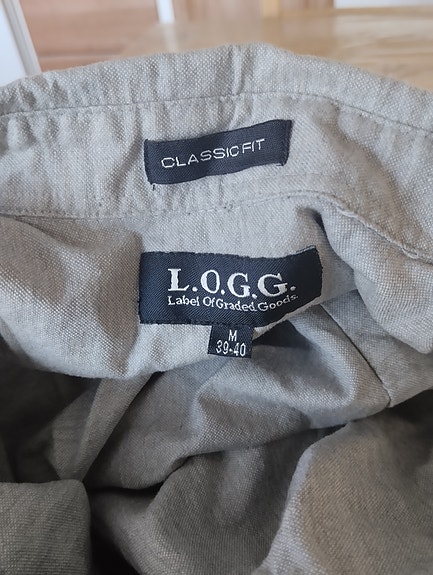 CLASSIC FIT
L.O.G.G.
Label Of Graded Goods.
M
39-40